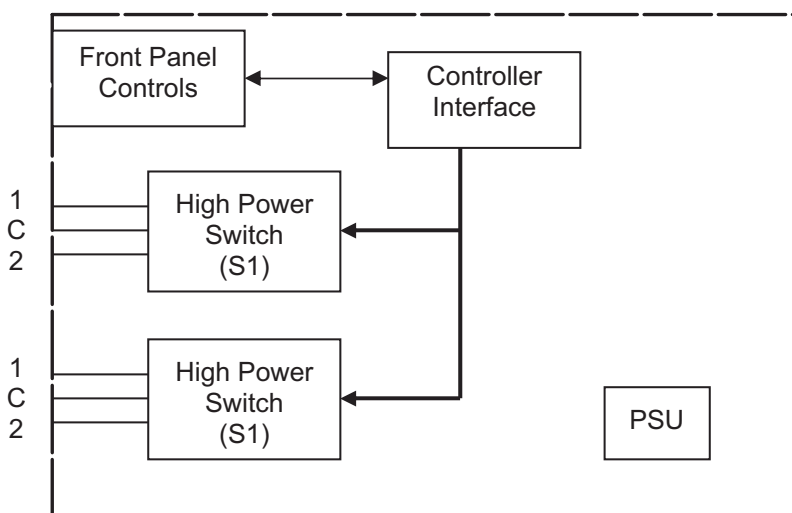 Front Panel
Controls
Controller
Interface
1
C
2
High Power
Switch
(S1)
1
C
2
High Power
Switch
(S1)
PSU